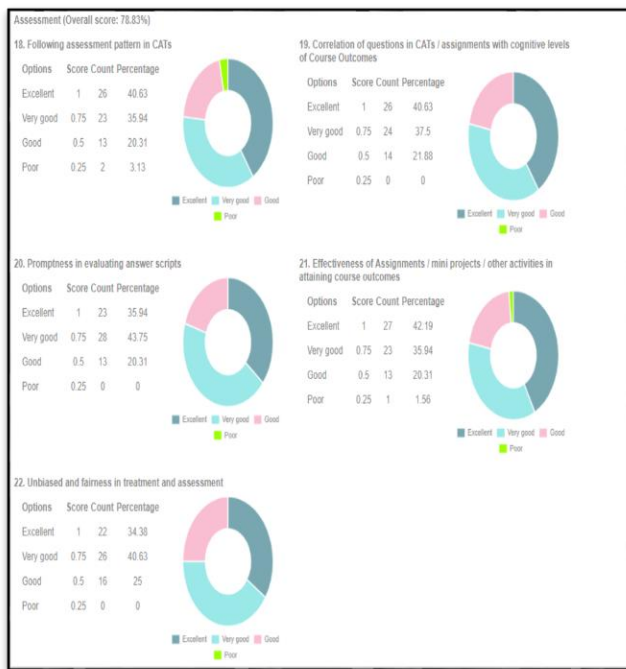 Assessment (Overall score: 78.83%)
18. Following assessment pattern in CATs
Options Score Count Percentage
Excellent 1 26 40.63
Very good 0.75 23 35.94
Good 0.5 13 20.31
Poor 0.25 2 3.13
Excellent Very good Good
Poor
19. Correlation of questions in CATs / assignments with cognitive levels
of Course Outcomes
Options Score Count Percentage
Excellent 1 26 40.63
Very good 0.75 24 37.5
Good 0.5 14 21.88
Poor 0.25 0 0
Excellent Very good Good
Poor
20. Promptness in evaluating answer scripts
Options Score Count Percentage
Excellent 1 23 35.94
Very good 0.75 28 43.75
Good 0.5 13 20.31
Poor 0.25 0 0
Excellent Very good Good
Poor
21. Effectiveness of Assignments / mini projects / other activities in
attaining course outcomes
Options Score Count Percentage
Excellent 1 27 42.19
Very good 0.75 23 35.94
Good 0.5 13 20.31
Poor 0.25 1 1.56
Excellent Very good Good
Poor
22. Unbiased and fairness in treatment and assessment
Options Score Count Percentage
Excellent 1 22 34.38
Very good 0.75 26 40.63
Good 0.5 16 25
Poor 0.25 0 0
Excellent Very good Good
Poor